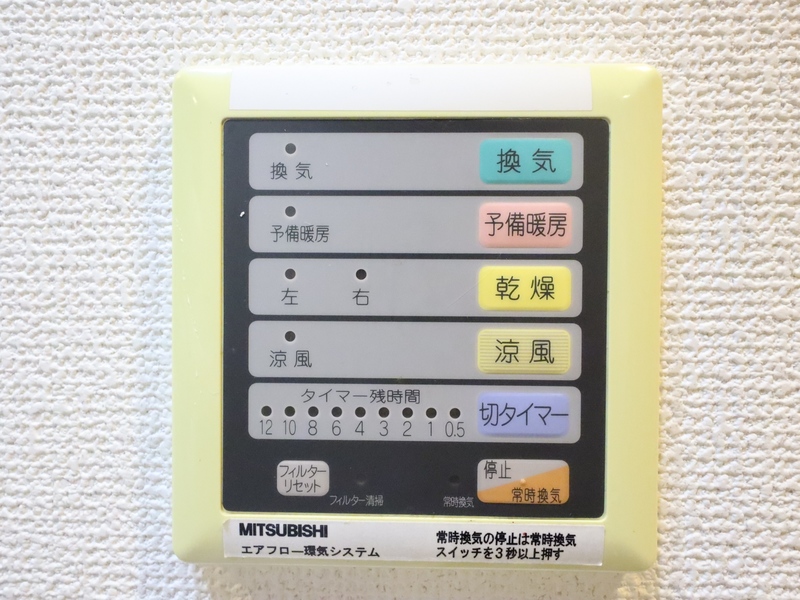 換気 換気
予備暖房 予備暖房
左 右 乾燥
涼風 涼風
タイマー残時間
12 10 8 6 4 3 2 1 0.5 切タイマー
フィルター
リセット
フィルター清掃
常時換気
停止
常時換気
MITSUBISHI
エアフロー環気システム
常時換気の停止は常時換気
スイッチを3秒以上押す